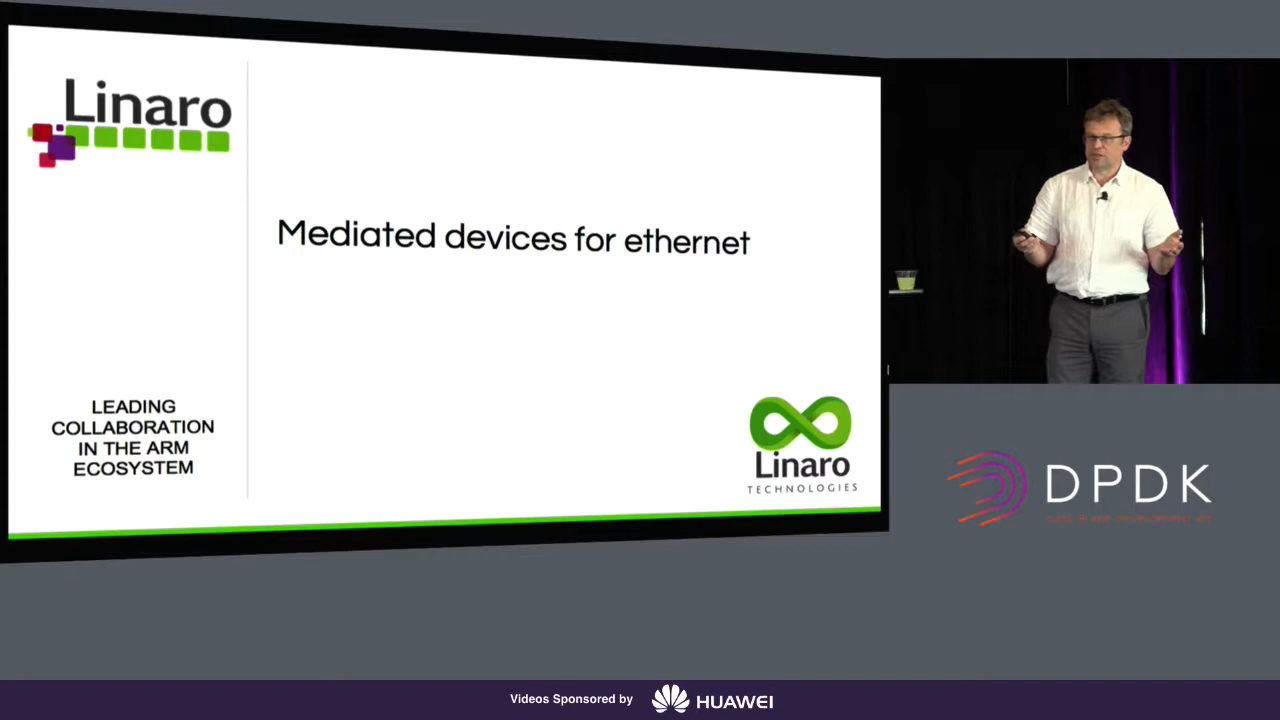 Linaro
Mediated devices for ethernet
LEADING
COLLABORATION
IN THE ARM
ECOSYSTEM
Linaro
TECHNOLOGIES
DPDK
Videos Sponsored by
HUAWEI